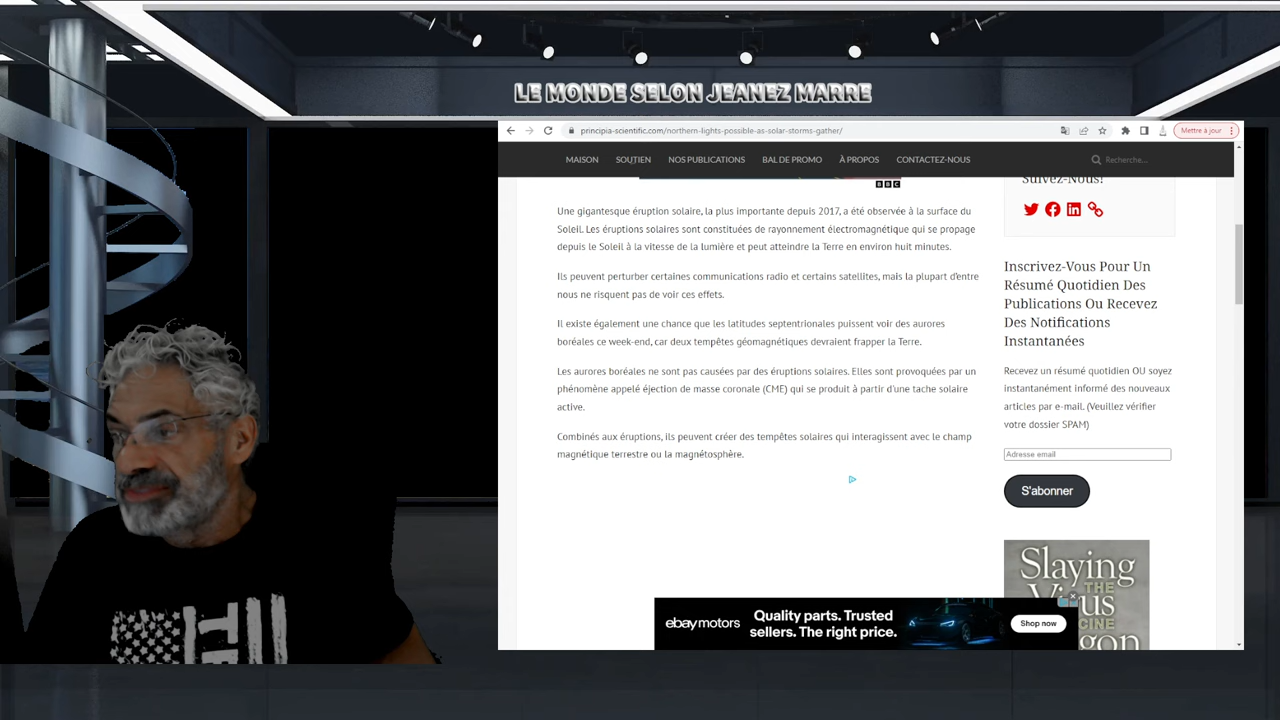 LE MONDE SELON JEANEZ MARRE
principia-scientific.com/northern-lights-possible-as-solar-storms-gather/
Mettre à jour
MAISON SOUTIEN NOS PUBLICATIONS BAL DE PROMO À PROPOS CONTACTEZ-NOUS Recherche...
BBC
Une gigantesque éruption solaire, la plus importante depuis 2017, a été observée à la surface du
Soleil. Les éruptions solaires sont constituées de rayonnement électromagnétique qui se propage
depuis le Soleil à la vitesse de la lumière et peut atteindre la Terre en environ huit minutes.
Ils peuvent perturber certaines communications radio et certains satellites, mais la plupart d'entre
nous ne risquent pas de voir ces effets.
Il existe également une chance que les latitudes septentrionales puissent voir des aurores
boréales ce week-end, car deux tempêtes géomagnétiques devraient frapper la Terre.
Les aurores boréales ne sont pas causées par des éruptions solaires. Elles sont provoquées par un
phénomène appelé éjection de masse coronale (CME) qui se produit à partir d'une tache solaire
active.
Combinés aux éruptions, ils peuvent créer des tempêtes solaires qui interagissent avec le champ
magnétique terrestre ou la magnétosphère.
Suivez-Nous!
Inscrivez-Vous Pour Un
Résumé Quotidien Des
Publications Ou Recevez
Des Notifications
Instantanées
Recevez un résumé quotidien OU soyez
instantanément informé des nouveaux
articles par e-mail. (Veuillez vérifier
votre dossier SPAM)
Adresse email
S'abonner
Slaying
THE
ebay motors
Quality parts. Trusted
sellers. The right price.
Shop now